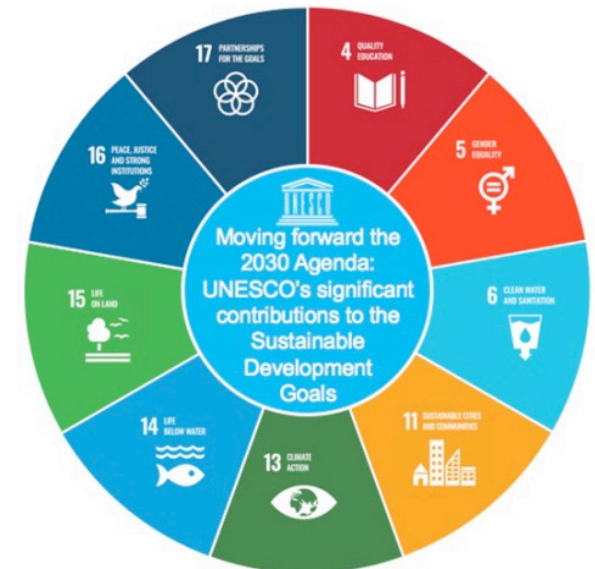 17 PARTNERSHIPS
FOR THE GOALS
4 QUALITY
EDUCATION
16 PEACE, JUSTICE
AND STRONG
INSTITUTIONS
5 GENDER
EQUALITY
Moving forward the
2030 Agenda:
UNESCO's significant
contributions to the
Sustainable
Development
Goals
15 LIFE
ON LAND
6 CLEAN WATER
AND SANITATION
14 LIFE
BELOW WATER
13 CLIMATE
ACTION
11 SUSTAINABLE CITIES
AND COMMUNITIES